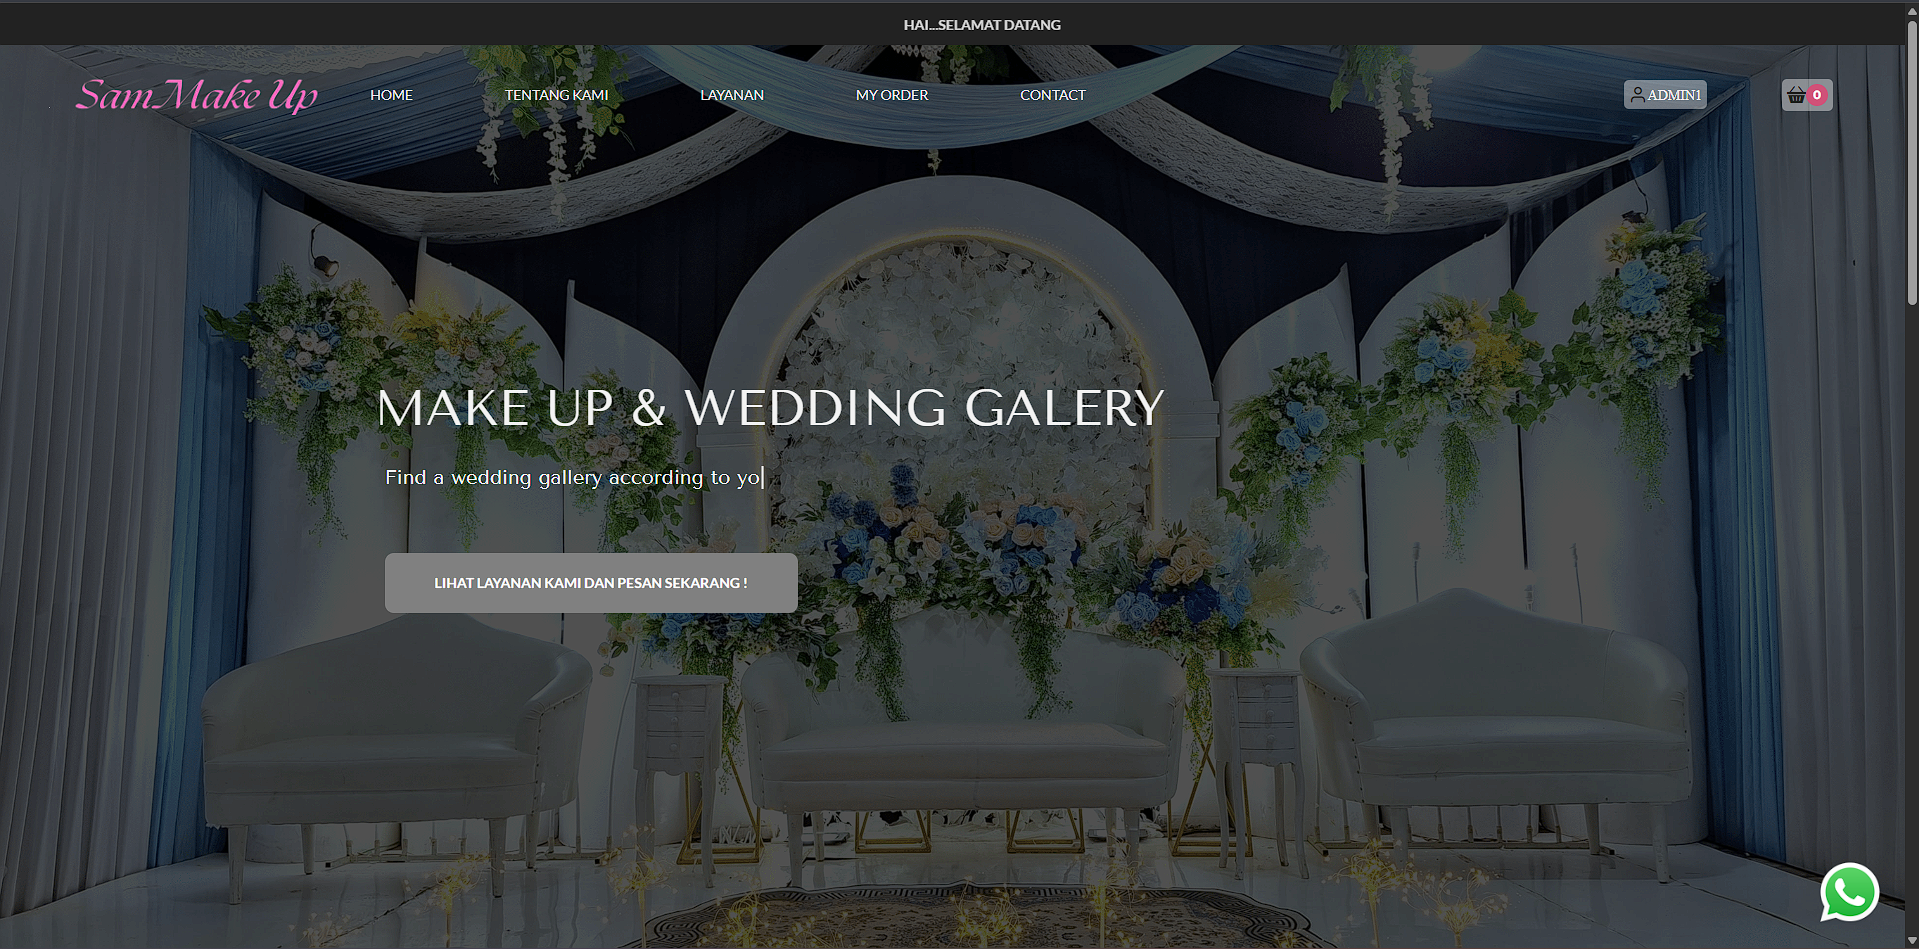 HAI...SELAMAT DATANG
SamMake Up
HOME
TENTANG KAMI
LAYANAN
MY ORDER
CONTACT
ADMIN1
0
MAKE UP & WEDDING GALERY
Find a wedding gallery according to yo
LIHAT LAYANAN KAMI DAN PESAN SEKARANG !